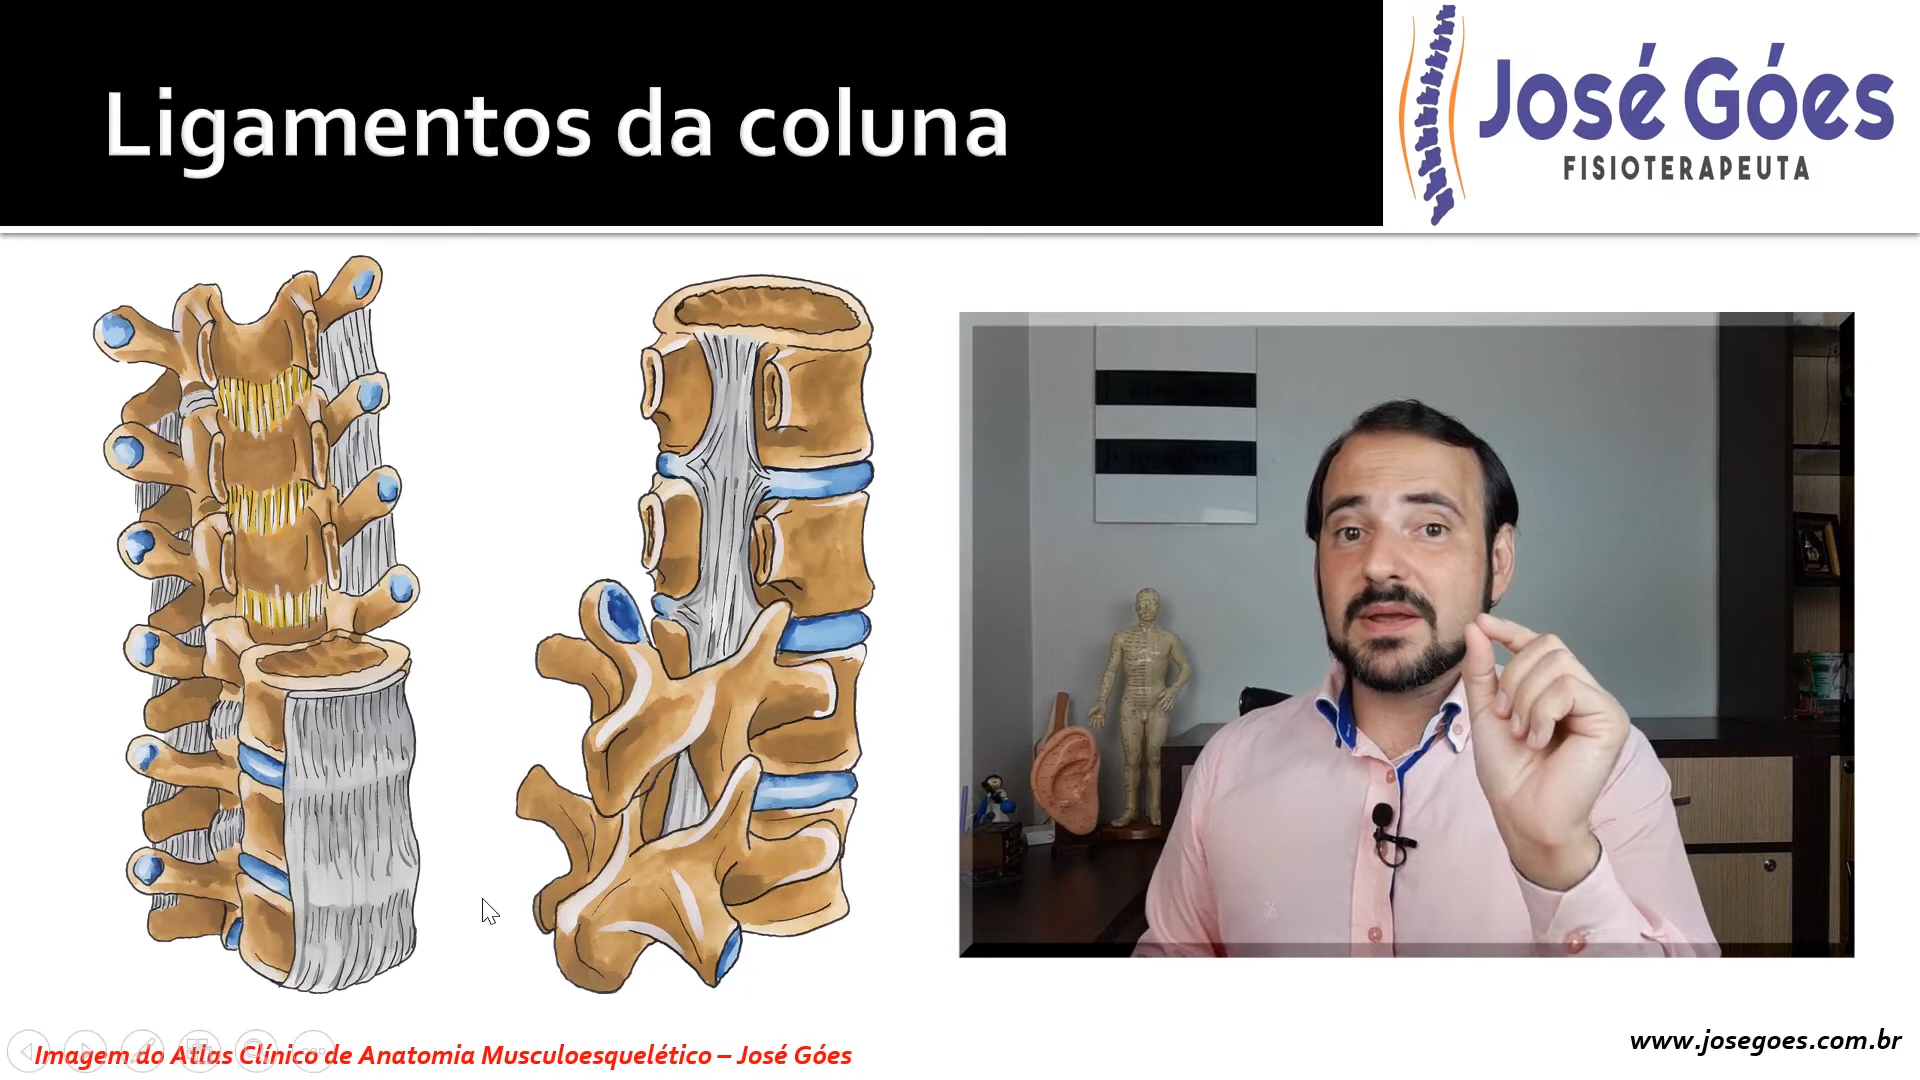 Ligamentos da coluna
José Góes
FISIOTERAPEUTA
Imagem do Atlas Clínico de Anatomia Musculoesquelético – José Góes
www.josegoes.com.br